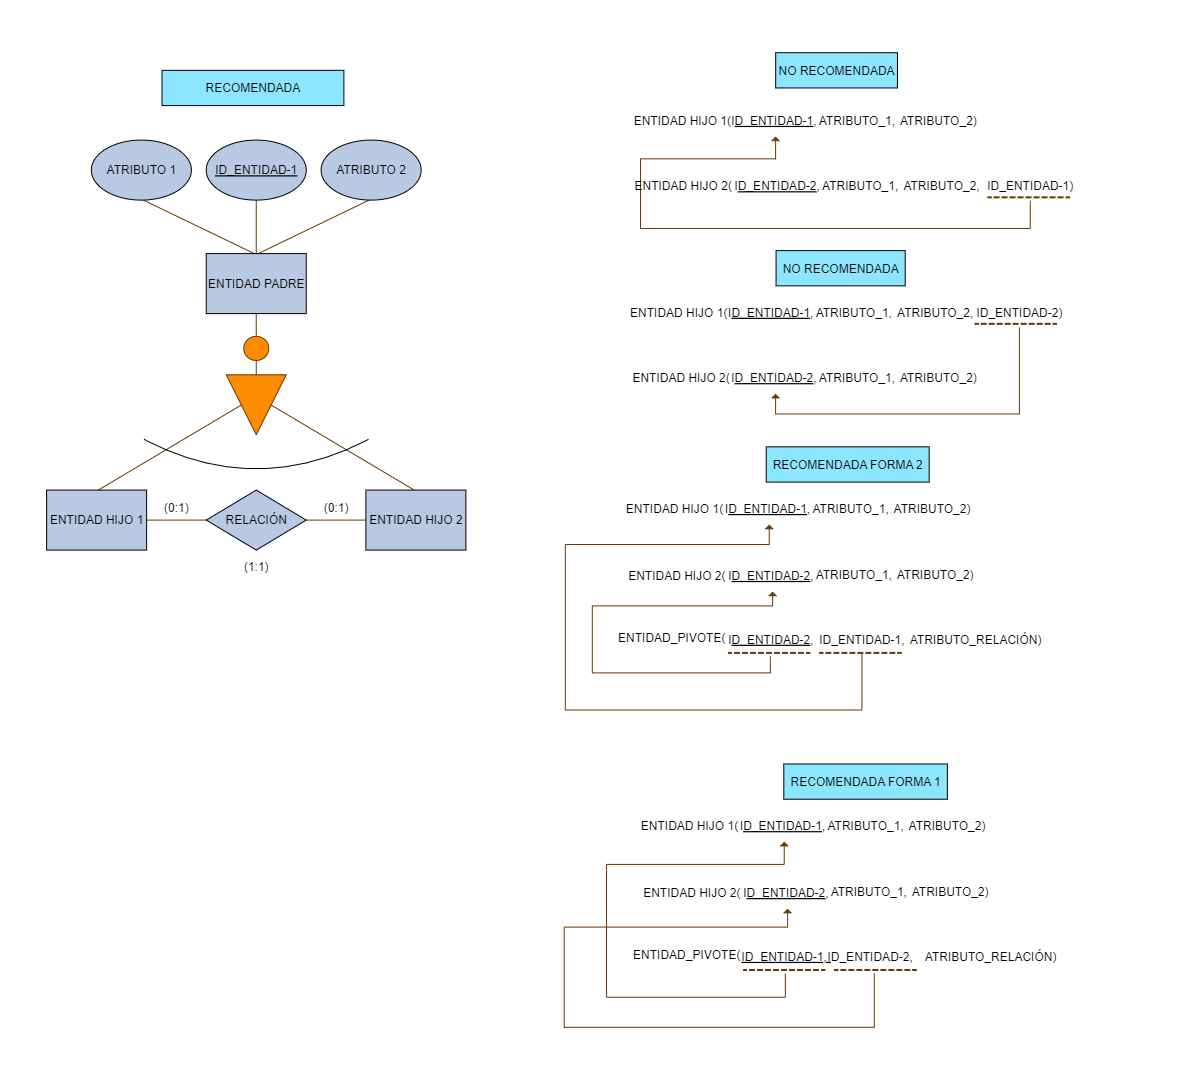 RECOMENDADA
ATRIBUTO 1
ID_ENTIDAD-1
ATRIBUTO 2
ENTIDAD PADRE
ENTIDAD HIJO 1
(0:1)
RELACIÓN
(0:1)
ENTIDAD HIJO 2
(1:1)
NO RECOMENDADA
ENTIDAD HIJO 1(ID_ENTIDAD-1, ATRIBUTO_1, ATRIBUTO_2)
ENTIDAD HIJO 2( ID_ENTIDAD-2, ATRIBUTO_1, ATRIBUTO_2, ID_ENTIDAD-1)
NO RECOMENDADA
ENTIDAD HIJO 1(ID_ENTIDAD-1, ATRIBUTO_1, ATRIBUTO_2, ID_ENTIDAD-2)
ENTIDAD HIJO 2( ID_ENTIDAD-2, ATRIBUTO_1, ATRIBUTO_2)
RECOMENDADA FORMA 2
ENTIDAD HIJO 1( ID_ENTIDAD-1, ATRIBUTO_1, ATRIBUTO_2)
ENTIDAD HIJO 2( ID_ENTIDAD-2, ATRIBUTO_1, ATRIBUTO_2)
ENTIDAD_PIVOTE( ID_ENTIDAD-2, ID_ENTIDAD-1, ATRIBUTO_RELACIÓN)
RECOMENDADA FORMA 1
ENTIDAD HIJO 1( ID_ENTIDAD-1, ATRIBUTO_1, ATRIBUTO_2)
ENTIDAD HIJO 2( ID_ENTIDAD-2, ATRIBUTO_1, ATRIBUTO_2)
ENTIDAD_PIVOTE(ID_ENTIDAD-1,ID_ENTIDAD-2, ATRIBUTO_RELACIÓN)